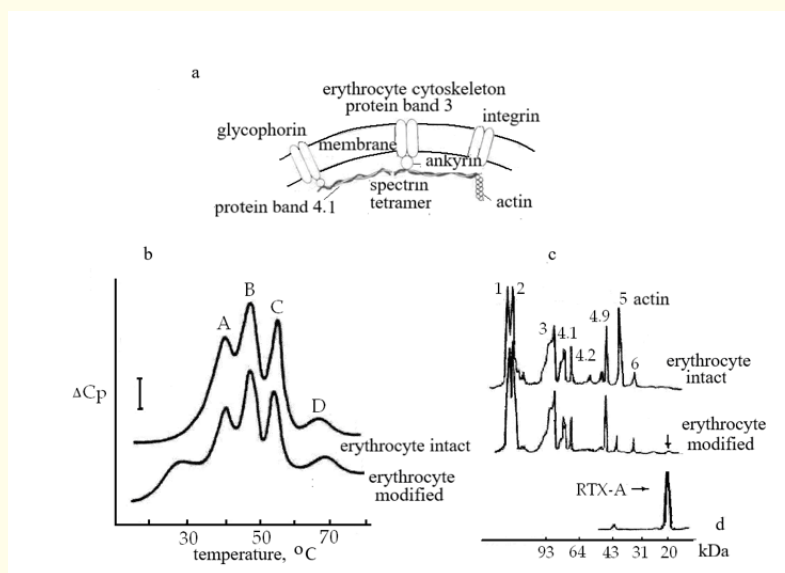 a
erythrocyte cytoskeleton
protein band 3
integrin
glycophorin
membrane
ankyrin
spectrin
tetramer
protein band 4.1
actin
b
A
B
C
D
ΔCp
erythrocyte intact
erythrocyte
modified
30 50 70
temperature, °C
c
1 2
3
4.1
4.2
4.9
5 actin
6
erythrocyte
intact
erythrocyte
modified
RTX-A →
d
93 64 43 31 20 kDa